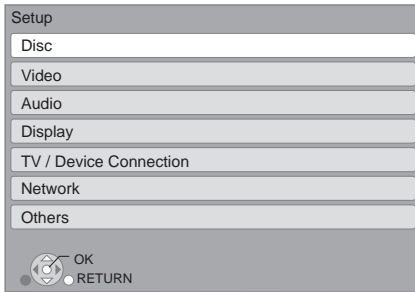 Setup
Disc
Video
Audio
Display
TV / Device Connection
Network
Others
OK
RETURN